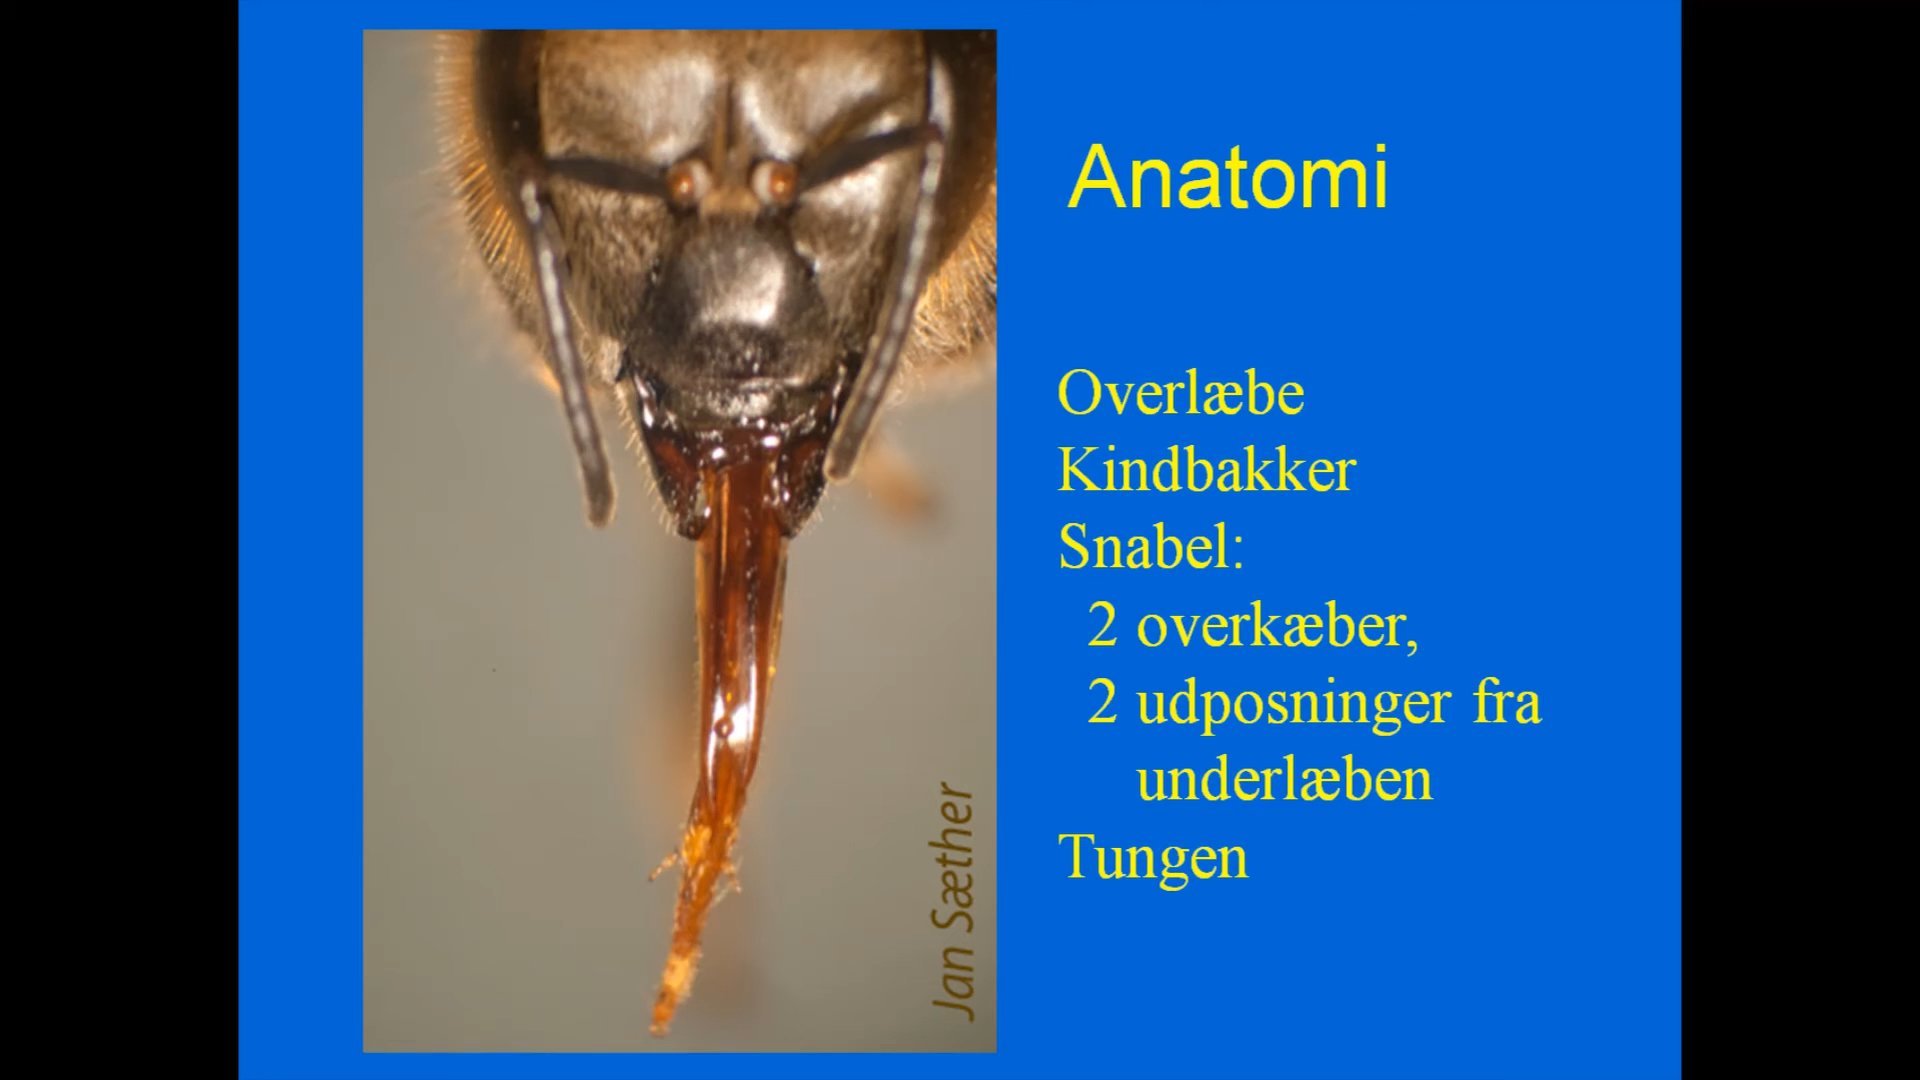 Anatomi
Overlæbe
Kindbakker
Snabel:
2 overkæber,
2 udposninger fra
underlæben
Tungen
Jan Sæther